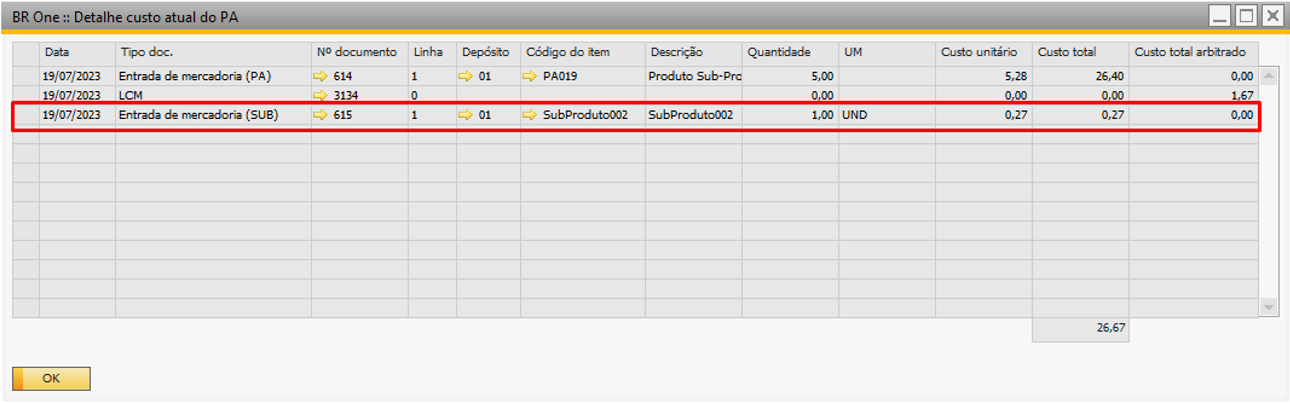 BR One :: Detalhe custo atual do PA
Data Tipo doc. Nº documento Linha Depósito Código do item Descrição Quantidade UM Custo unitário Custo total Custo total arbitrado
19/07/2023 Entrada de mercadoria (PA) 614 1 01 PA019 Produto Sub-Pro 5,00 5,28 26,40 0,00
19/07/2023 LCM 3134 0 0,00 0,00 0,00 1,67
19/07/2023 Entrada de mercadoria (SUB) 615 1 01 SubProduto002 SubProduto002 1,00 UND 0,27 0,27 0,00
26,67
OK